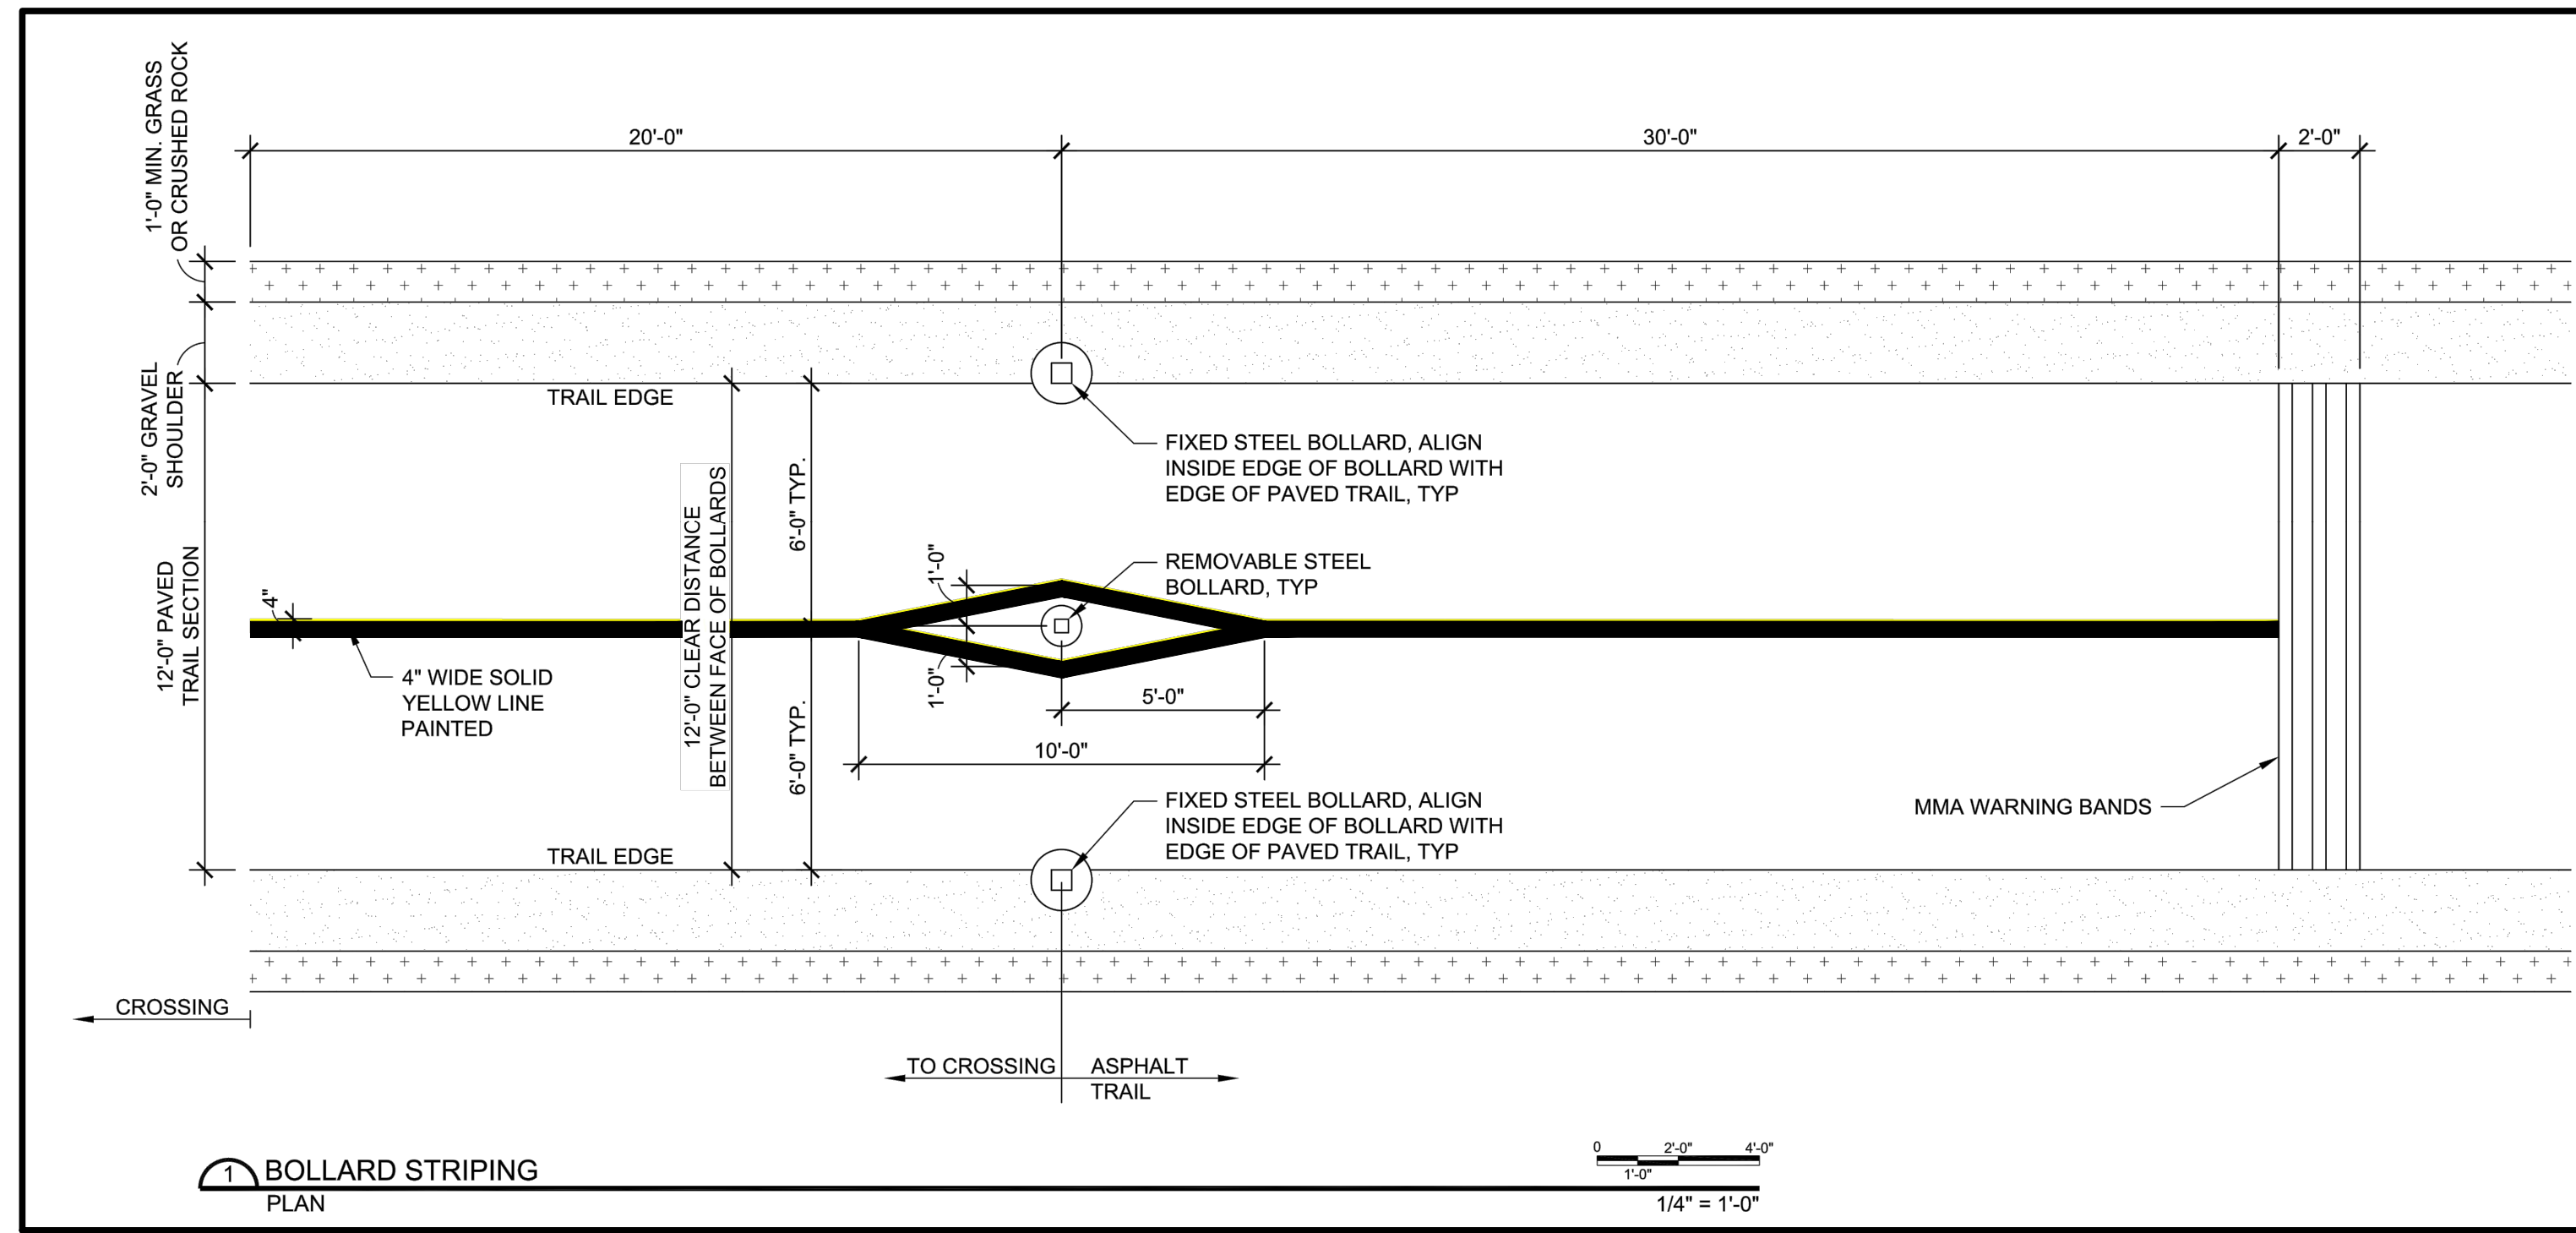 1'-0" MIN. GRASS
OR CRUSHED ROCK
20'-0"
30'-0"
2'-0"
2'-0" GRAVEL
SHOULDER
TRAIL EDGE
FIXED STEEL BOLLARD, ALIGN
INSIDE EDGE OF BOLLARD WITH
EDGE OF PAVED TRAIL, TYP
12'-0" CLEAR DISTANCE
BETWEEN FACE OF BOLLARDS
6'-0" TYP.
1'-0"
REMOVABLE STEEL
BOLLARD, TYP
12'-0" PAVED
TRAIL SECTION
4"
4" WIDE SOLID
YELLOW LINE
PAINTED
1'-0"
6'-0" TYP.
5'-0"
10'-0"
FIXED STEEL BOLLARD, ALIGN
INSIDE EDGE OF BOLLARD WITH
EDGE OF PAVED TRAIL, TYP
MMA WARNING BANDS
TRAIL EDGE
CROSSING
TO CROSSING
ASPHALT
TRAIL
1
BOLLARD STRIPING
PLAN
0
2'-0"
4'-0"
1'-0"
1/4" = 1'-0"